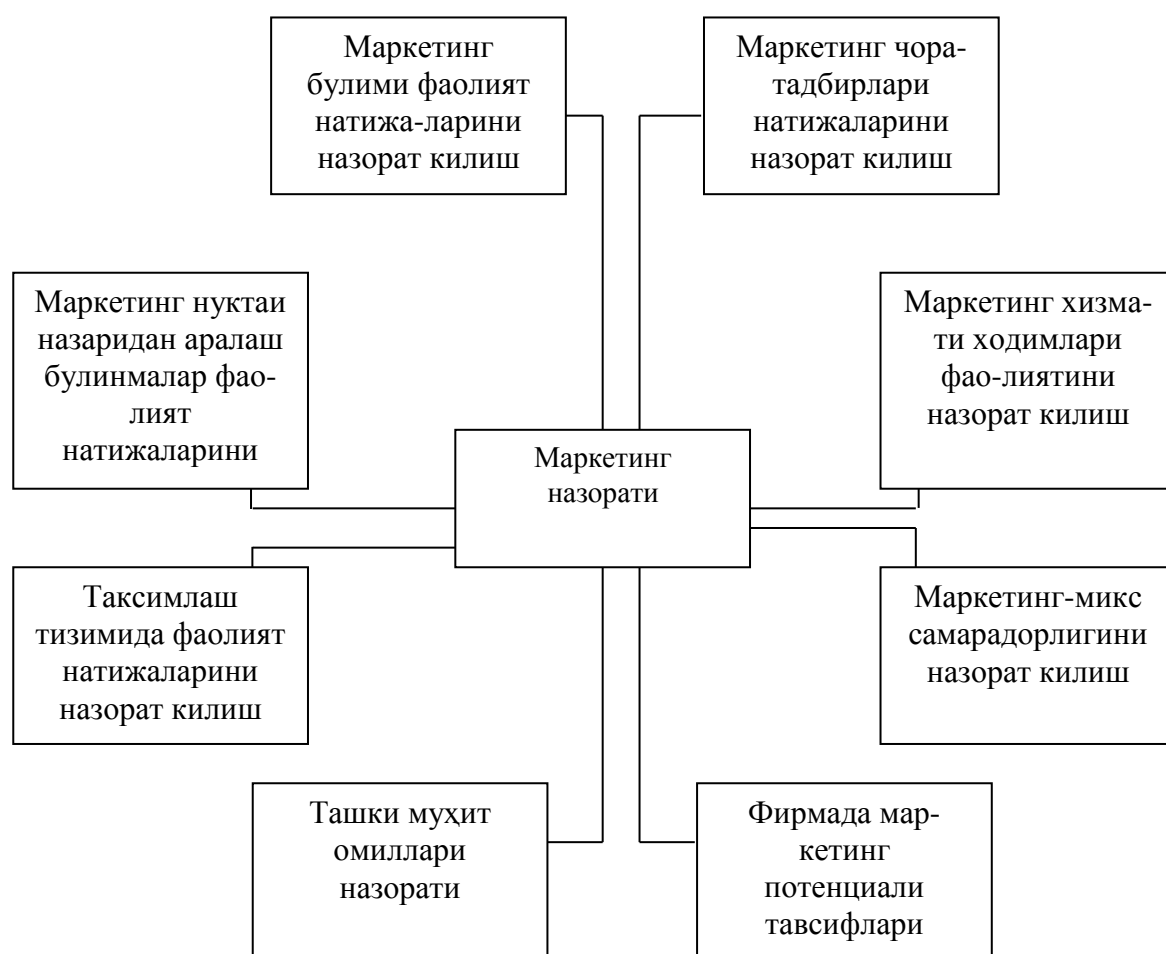 Маркетинг
булими фаолият
натижа-ларини
назорат килиш
Маркетинг чора-
тадбирлари
натижаларини
назорат килиш
Маркетинг нуктаи
назаридан аралаш
булинмалар фао-
лият
натижаларини
Маркетинг хизма-
ти ходимлари
фао-лиятини
назорат килиш
Маркетинг
назорати
Таксимлаш
тизимида фаолият
натижаларини
назорат килиш
Маркетинг-микс
самарадорлигини
назорат килиш
Ташки муҳит
омиллари
назорати
Фирмада мар-
кетинг
потенциали
тавсифлари